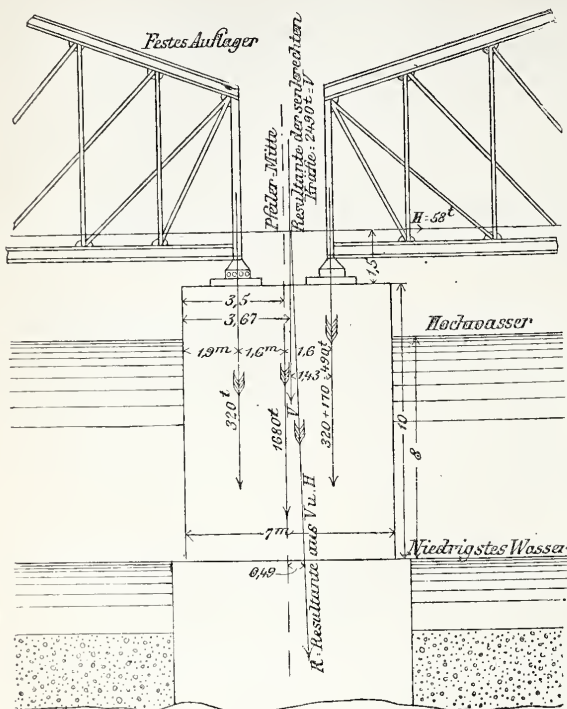 Festes Auflager
Pfeiler-Mitte
Resultante der senkrechten
Kräfte: 2490t=V
H=58t
1,5
3,5
3,67
1,9m
1,6m
1,6
1,43
Hochwasser
320t
1680t
V
320+170=490t
10
8
7m
Niedrigstes Wasser
0,49
R=Resultante aus V u. H